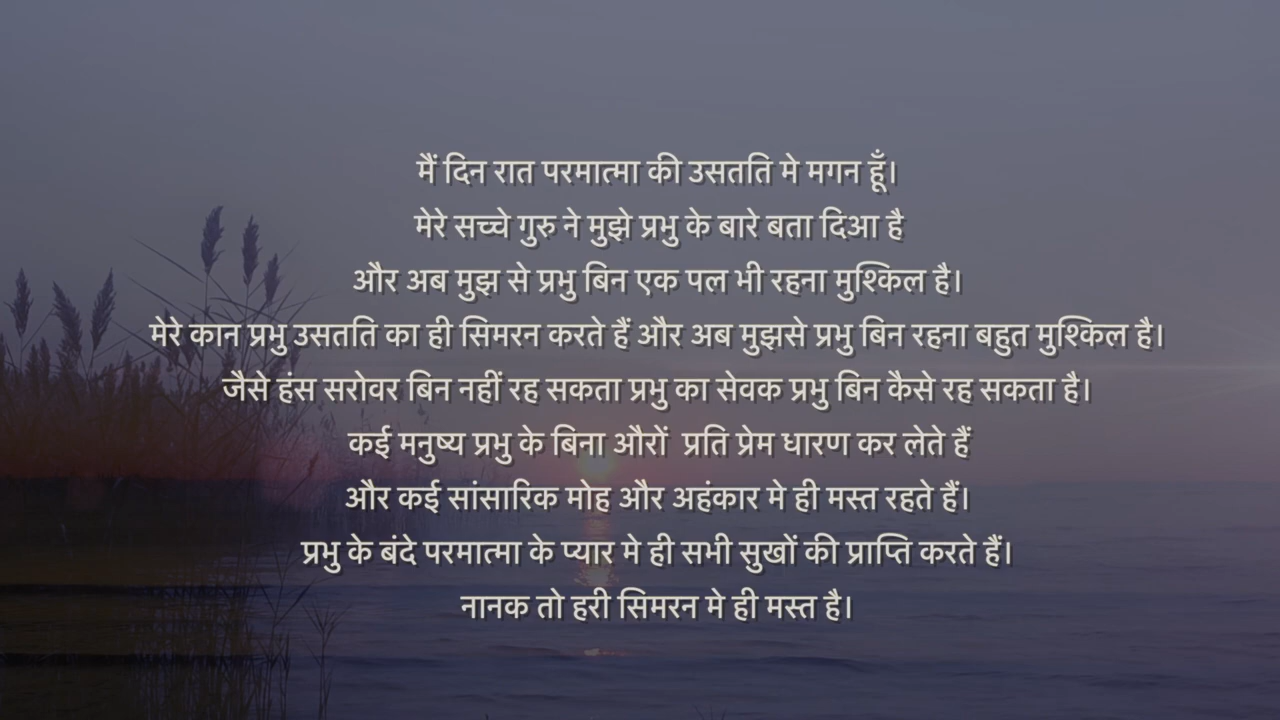 मैं दिन रात परमात्मा की उसतति मे मगन हूँ।
मेरे सच्चे गुरु ने मुझे प्रभु के बारे बता दिआ है
और अब मुझ से प्रभु बिन एक पल भी रहना मुश्किल है।
मेरे कान प्रभु उसतति का ही सिमरन करते हैं और अब मुझसे प्रभु बिन रहना बहुत मुश्किल है।
जैसे हंस सरोवर बिन नहीं रह सकता प्रभु का सेवक प्रभु बिन कैसे रह सकता है।
कई मनुष्य प्रभु के बिना औरों प्रति प्रेम धारण कर लेते हैं
और कई सांसारिक मोह और अहंकार मे ही मस्त रहते हैं।
प्रभु के बंदे परमात्मा के प्यार मे ही सभी सुखों की प्राप्ति करते हैं।
नानक तो हरी सिमरन मे ही मस्त है।